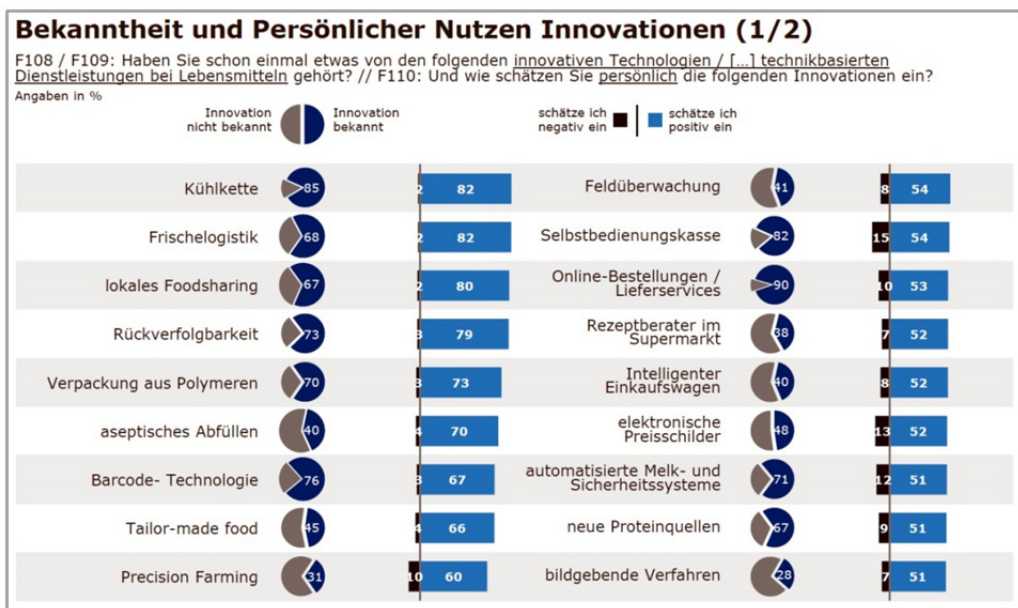 Bekanntheit und Persönlicher Nutzen Innovationen (1/2)
F108 / F109: Haben Sie schon einmal etwas von den folgenden innovativen Technologien / […] technikbasierten
Dienstleistungen bei Lebensmitteln gehört? // F110: Und wie schätzen Sie persönlich die folgenden Innovationen ein?
Angaben in %
Innovation
nicht bekannt
Innovation
bekannt
schätze ich
negativ ein
schätze ich
positiv ein
Kühlkette 85 2 82
Frischelogistik 68 2 82
lokales Foodsharing 67 2 80
Rückverfolgbarkeit 73 3 79
Verpackung aus Polymeren 70 3 73
aseptisches Abfüllen 40 4 70
Barcode- Technologie 76 3 67
Tailor-made food 45 4 66
Precision Farming 31 10 60
Feldüberwachung 41 8 54
Selbstbedienungskasse 82 15 54
Online-Bestellungen /
Lieferservices 90 10 53
Rezeptberater im
Supermarkt 38 7 52
Intelligenter
Einkaufswagen 40 8 52
elektronische
Preisschilder 48 13 52
automatisierte Melk- und
Sicherheitssysteme 71 12 51
neue Proteinquellen 67 9 51
bildgebende Verfahren 28 7 51